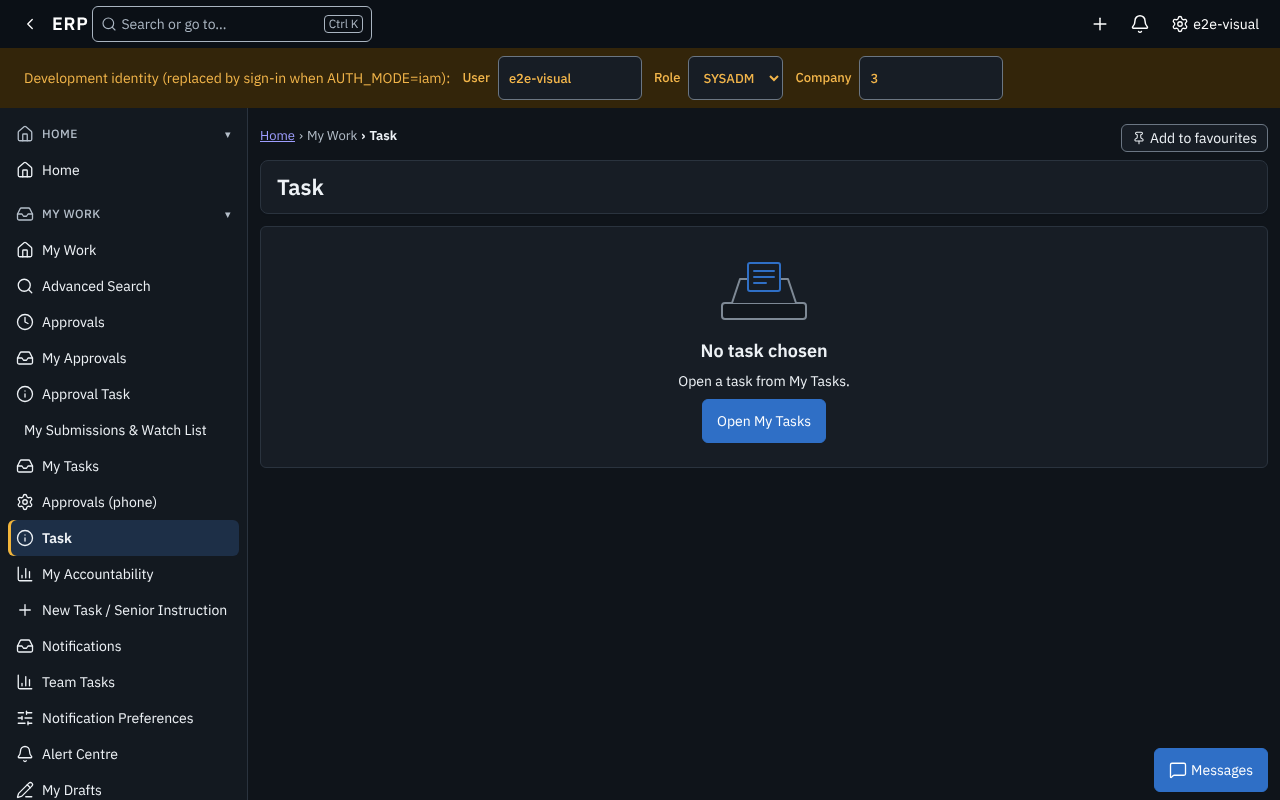 ERP
Search or go to...
Ctrl K
e2e-visual
Development identity (replaced by sign-in when AUTH_MODE=iam):
User
e2e-visual
Role
SYSADM
Company
3
HOME
Home
MY WORK
My Work
Advanced Search
Approvals
My Approvals
Approval Task
My Submissions & Watch List
My Tasks
Approvals (phone)
Task
My Accountability
New Task / Senior Instruction
Notifications
Team Tasks
Notification Preferences
Alert Centre
My Drafts
Home › My Work › Task
Add to favourites
Task
No task chosen
Open a task from My Tasks.
Open My Tasks
Messages